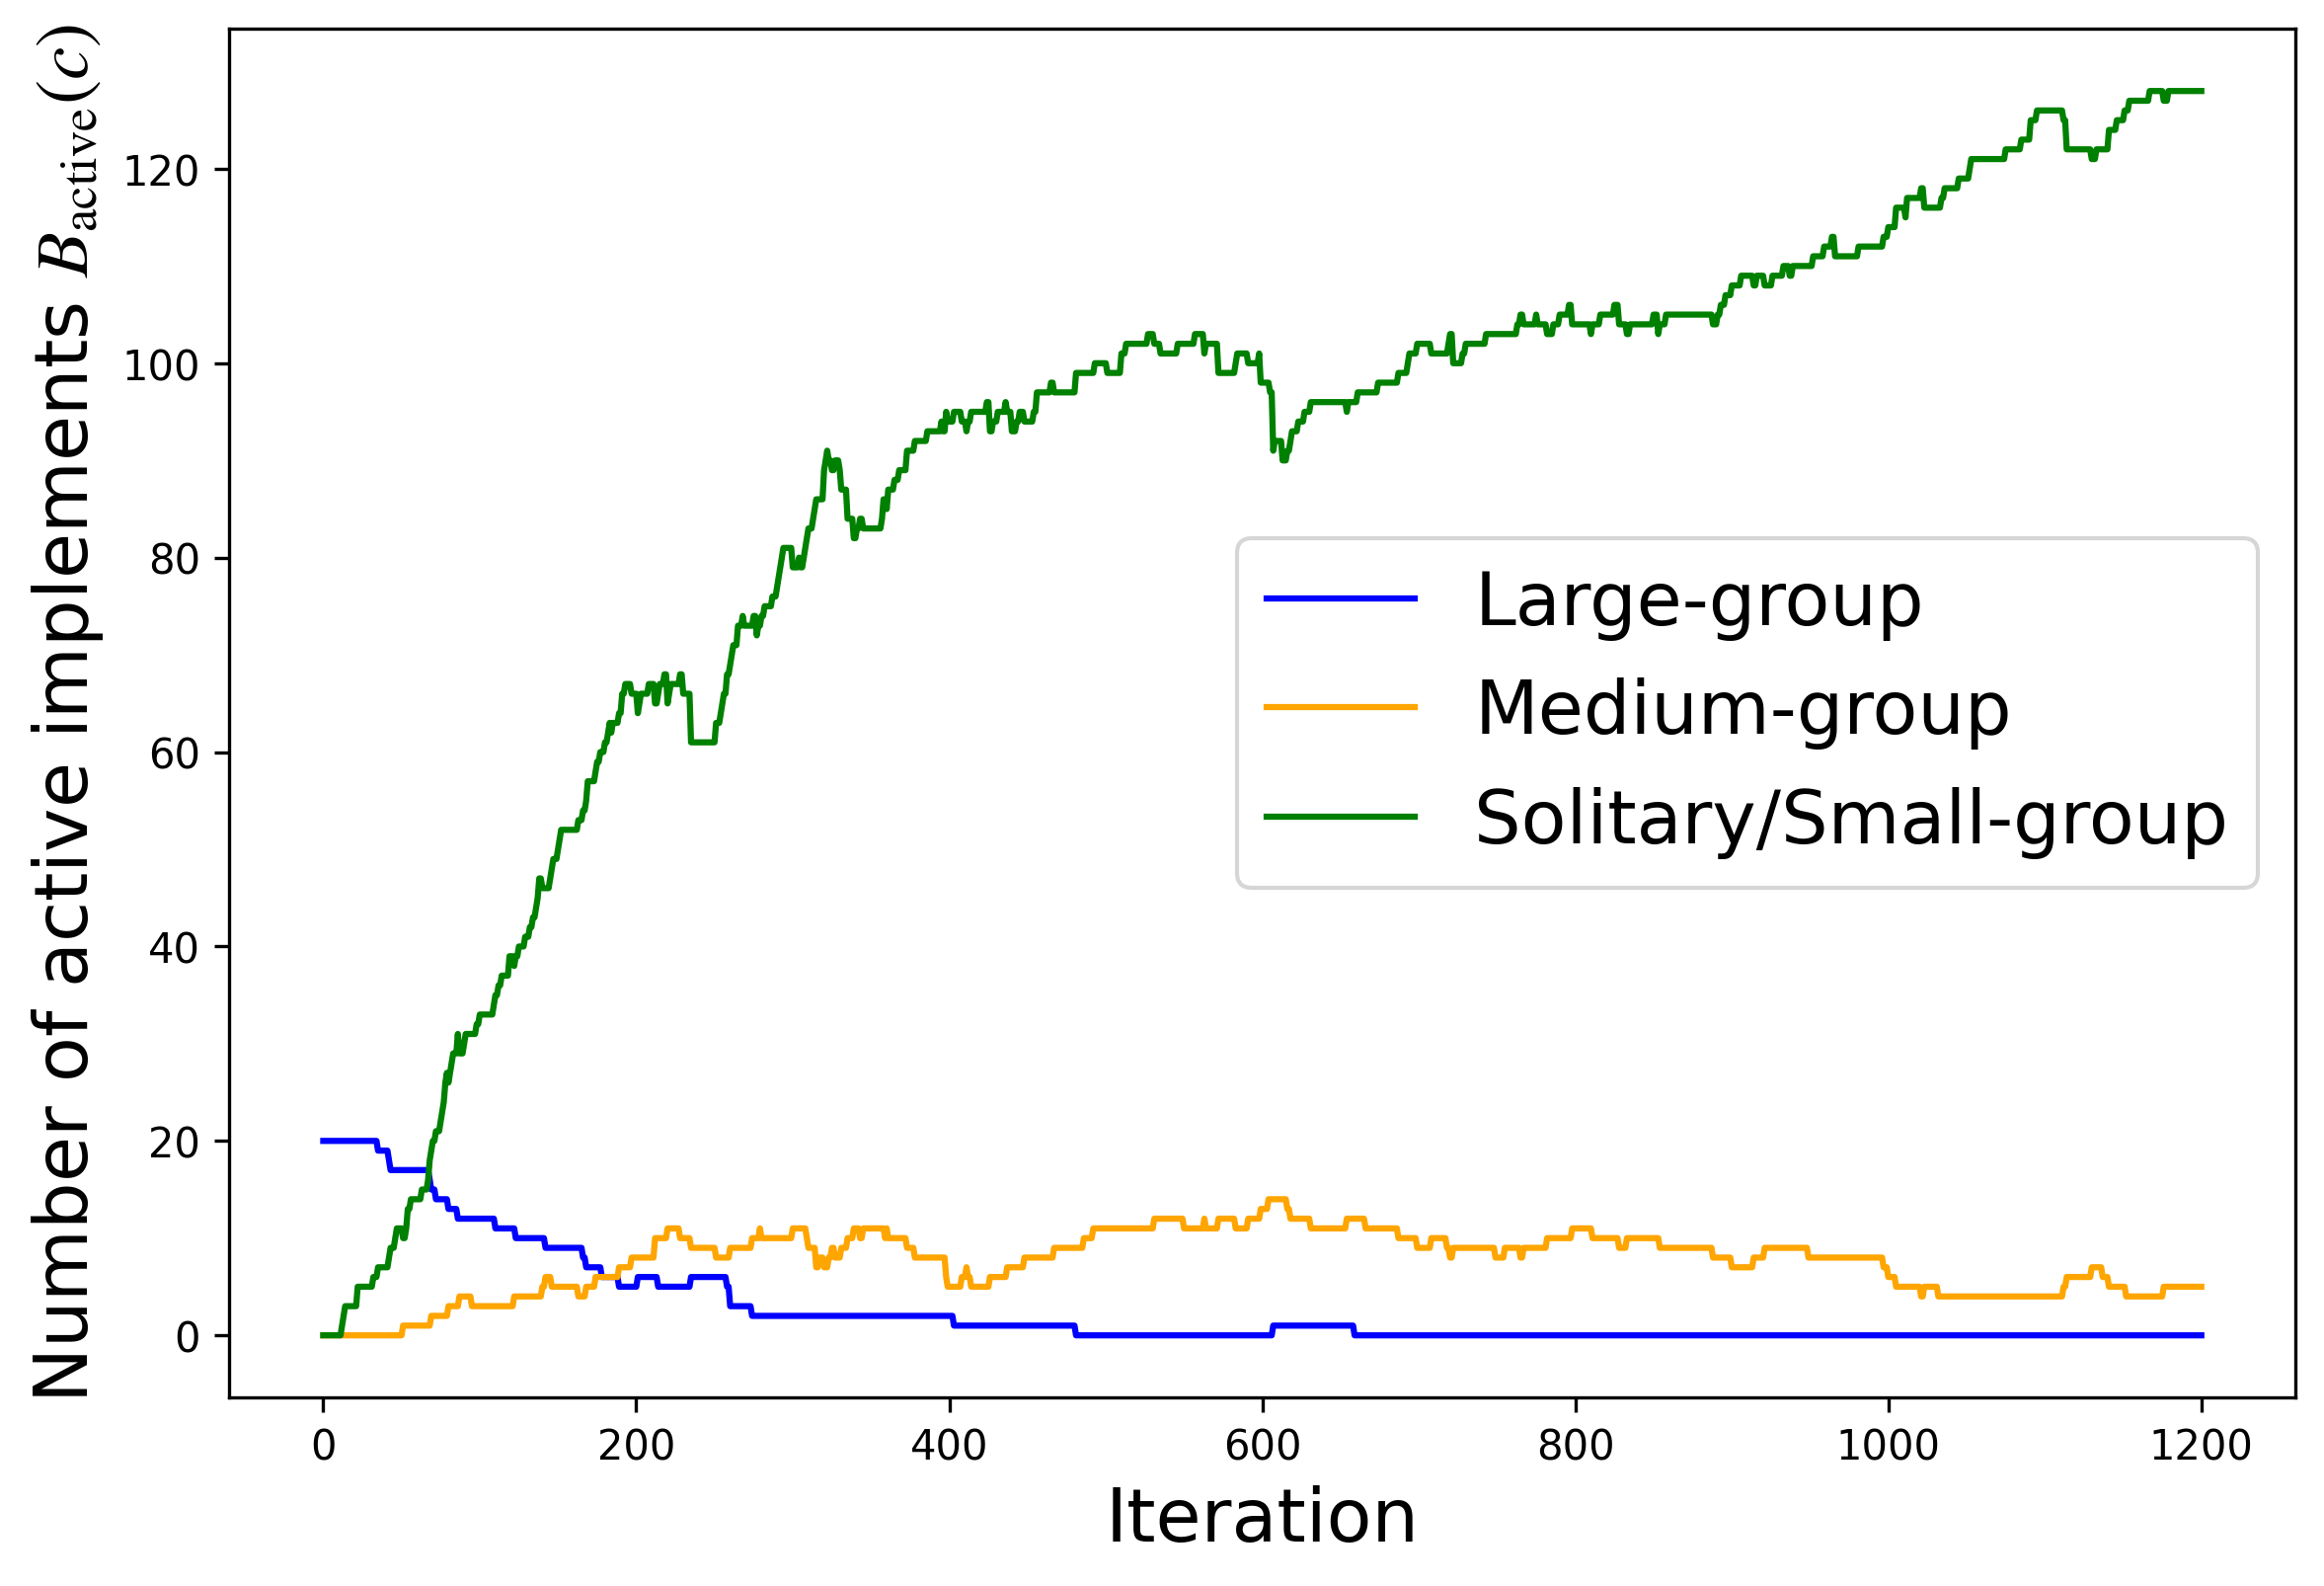 Number of active implements B_active(c)
120
100
80
60
40
20
0
Large-group
Medium-group
Solitary/Small-group
0 200 400 600 800 1000 1200
Iteration